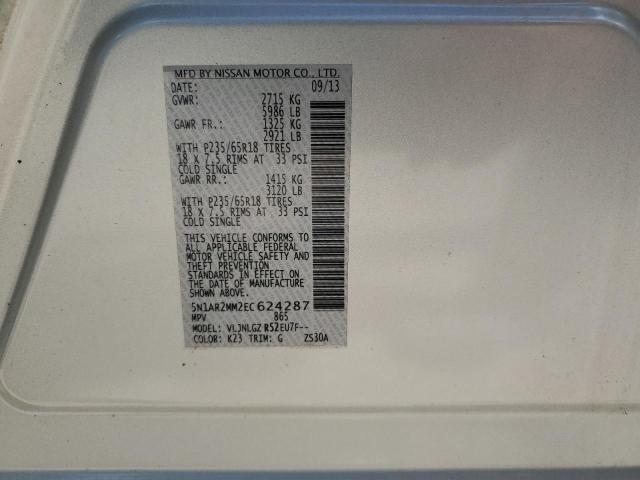 MFD BY NISSAN MOTOR CO., LTD.
DATE: 09/13
GVWR: 2715 KG
5986 LB
GAWR FR.: 1325 KG
2921 LB
WITH P235/65R18 TIRES
18 X 7.5 RIMS AT 33 PSI
COLD SINGLE
GAWR RR.: 1415 KG
3120 LB
WITH P235/65R18 TIRES
18 X 7.5 RIMS AT 33 PSI
COLD SINGLE
THIS VEHICLE CONFORMS TO
ALL APPLICABLE FEDERAL
MOTOR VEHICLE SAFETY AND
THEFT PREVENTION
STANDARDS IN EFFECT ON
THE DATE OF MANUFACTURE
SHOWN ABOVE.
5N1AR2MM2EC624287
MPV 865
MODEL: VLJNLGZ R52EU7F--
COLOR: K23 TRIM: G ZS30A